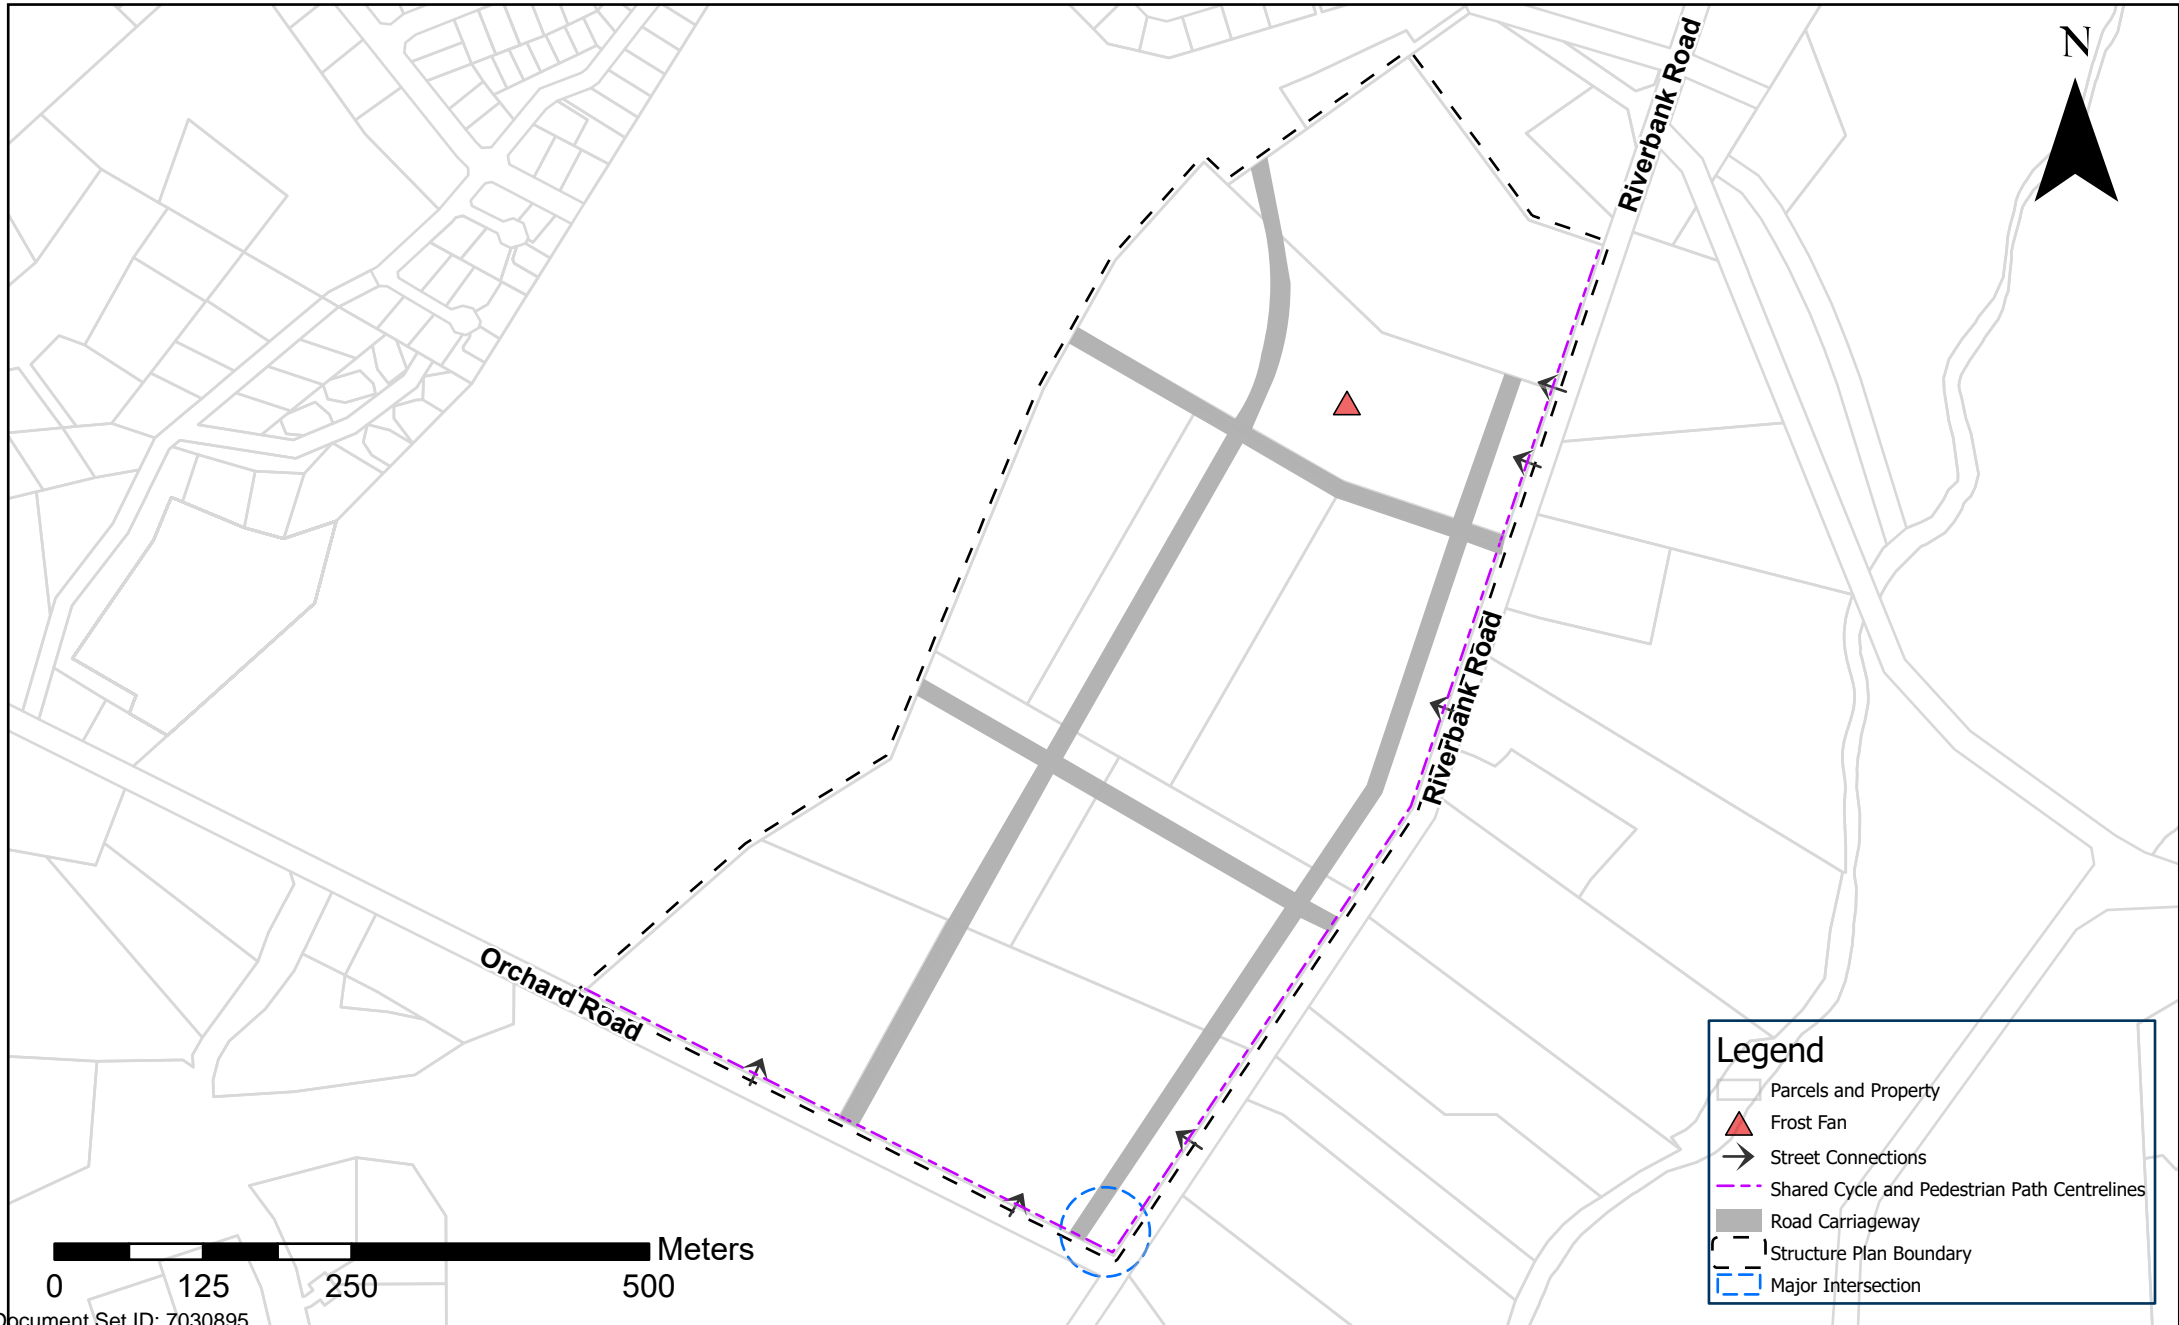 N
Riverbank Road
Riverbank Road
Orchard Road
Legend
Parcels and Property
Frost Fan
Street Connections
Shared Cycle and Pedestrian Path Centrelines
Road Carriageway
Structure Plan Boundary
Major Intersection
Meters
0 125 250 500
Document Set ID: 7030895